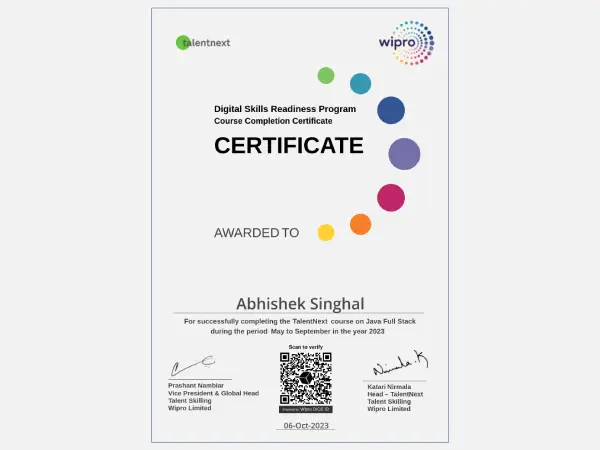 talentnext
wipro
Digital Skills Readiness Program
Course Completion Certificate
CERTIFICATE
AWARDED TO
Abhishek Singhal
For successfully completing the TalentNext course on Java Full Stack
during the period May to September in the year 2023
Scan to verify
Prashant Nambiar
Vice President & Global Head
Talent Skilling
Wipro Limited
Nirmala.K
Katari Nirmala
Head – TalentNext
Talent Skilling
Wipro Limited
Powered by Wipro DICE ID
06-Oct-2023